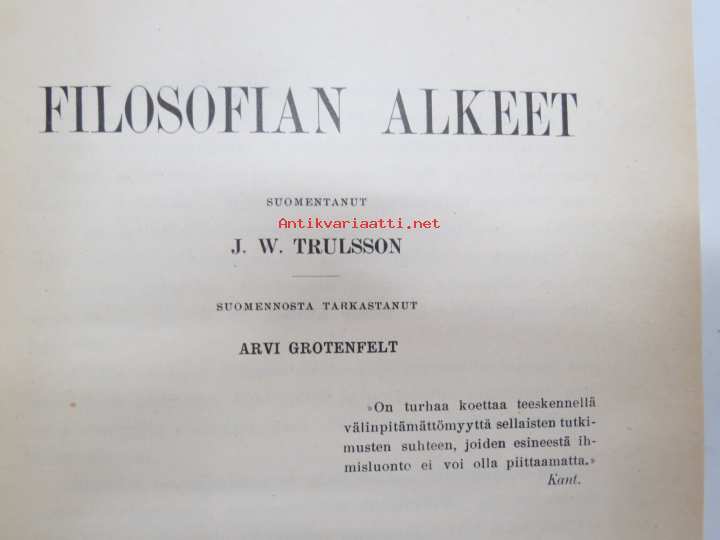 FILOSOFIAN ALKEET
SUOMENTANUT
Antikvariaatti.net
J. W. TRULSSON
SUOMENNOSTA TARKASTANUT
ARVI GROTENFELT
»On turhaa koettaa teeskennellä
välinpitämättömyyttä sellaisten tutki-
musten suhteen, joiden esineestä ih-
misluonto ei voi olla piittaamatta.»
Kant.